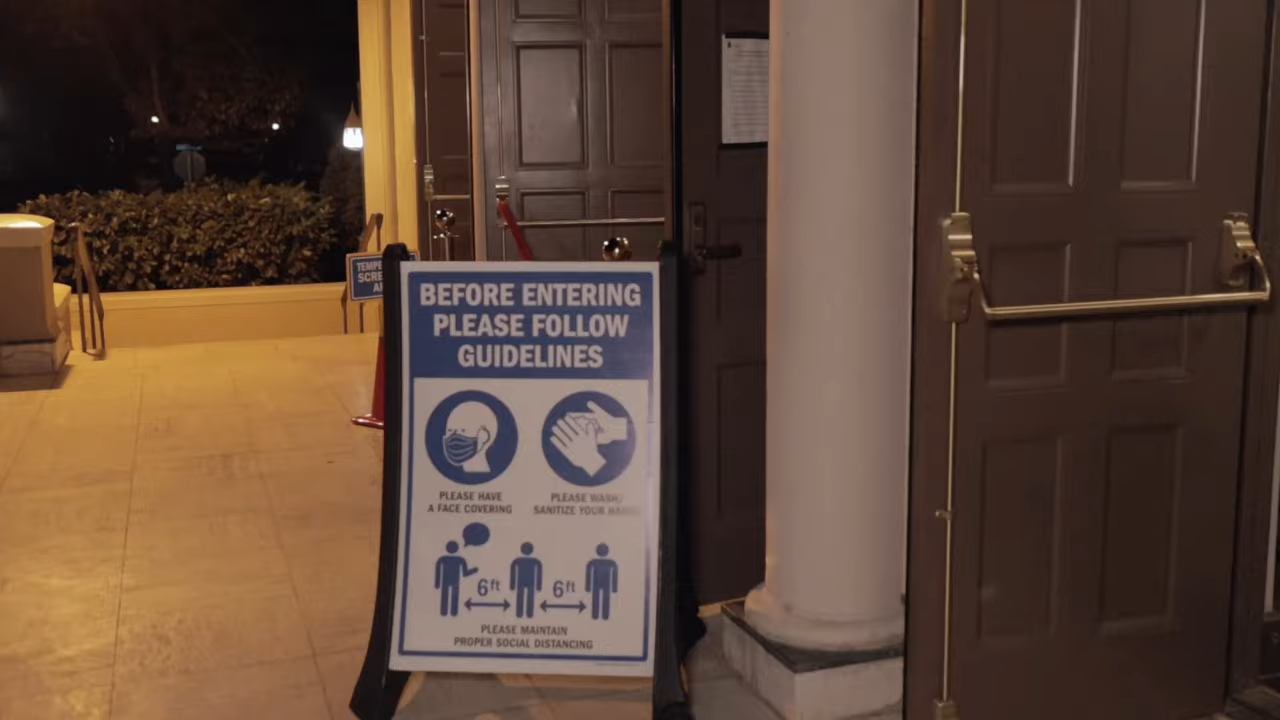 BEFORE ENTERING
PLEASE FOLLOW
GUIDELINES
PLEASE HAVE
A FACE COVERING
PLEASE WASH/
SANITIZE YOUR
6ft
6ft
PLEASE MAINTAIN
PROPER SOCIAL DISTANCING